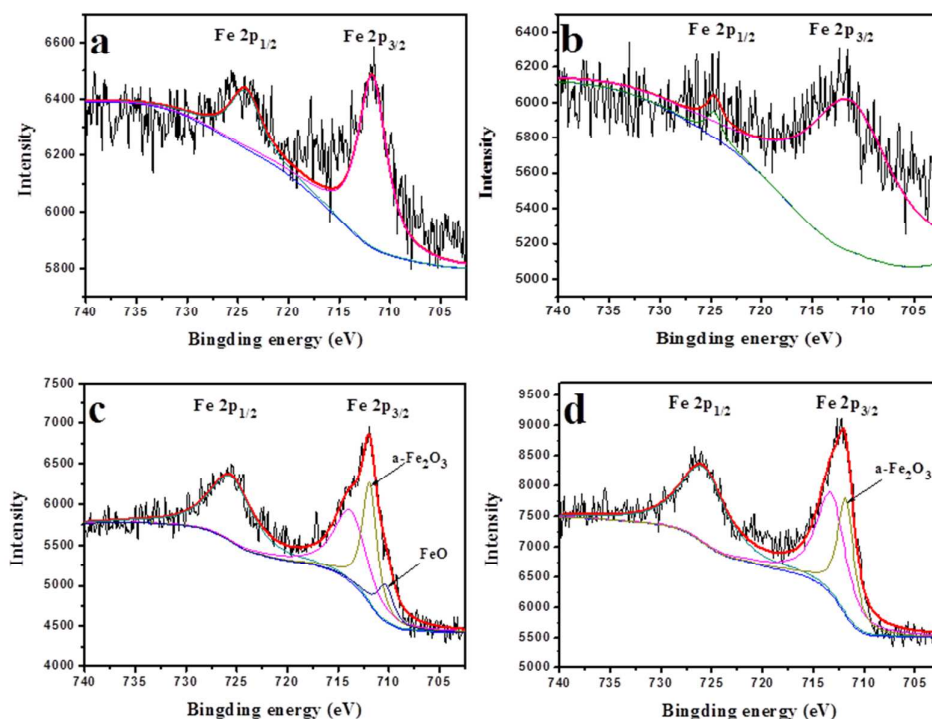 a
Fe 2p1/2
Fe 2p3/2
6600
6400
6200
6000
5800
Intensity
740
735
730
725
720
715
710
705
Bingding energy (eV)
b
Fe 2p1/2
Fe 2p3/2
6400
6200
6000
5800
5600
5400
5200
5000
Intensity
740
735
730
725
720
715
710
705
Bingding energy (eV)
c
Fe 2p1/2
Fe 2p3/2
a-Fe2O3
FeO
7500
7000
6500
6000
5500
5000
4500
4000
Intensity
740
735
730
725
720
715
710
705
Bingding energy (eV)
d
Fe 2p1/2
Fe 2p3/2
a-Fe2O3
9500
9000
8500
8000
7500
7000
6500
6000
5500
5000
Intensity
740
735
730
725
720
715
710
705
Bingding energy (eV)